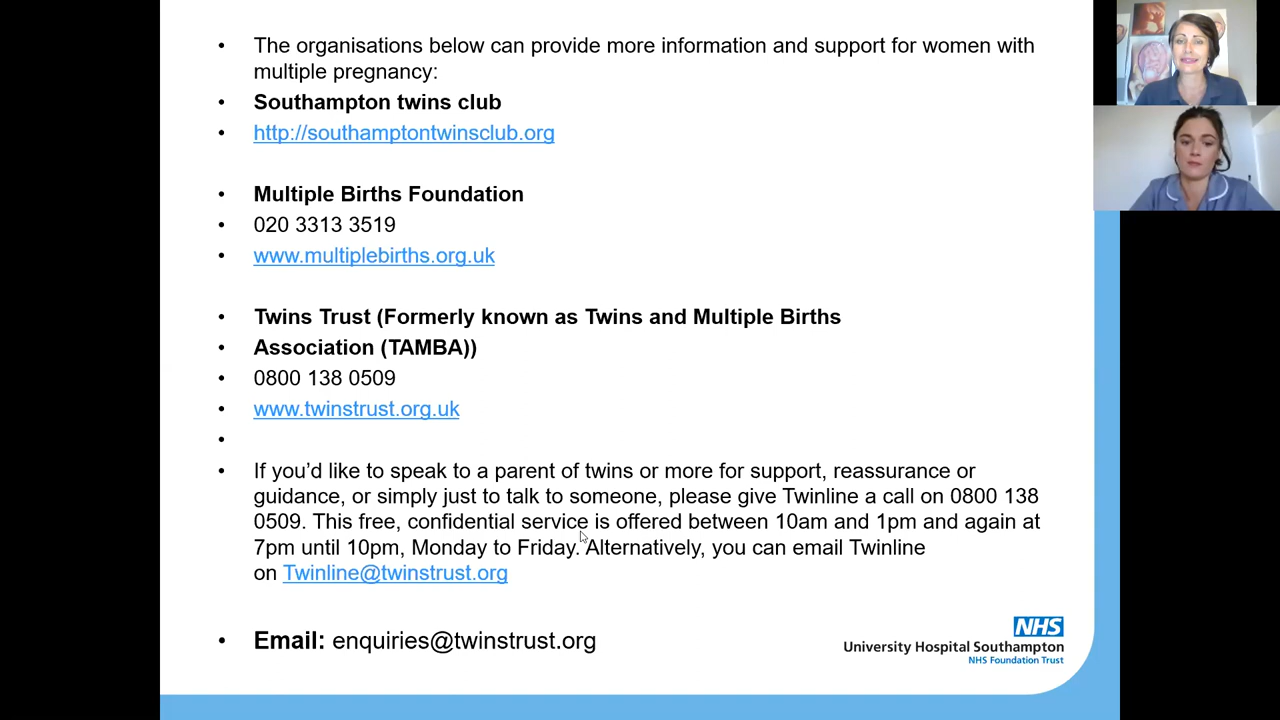 • The organisations below can provide more information and support for women with
multiple pregnancy:
• Southampton twins club
• http://southamptontwinsclub.org
• Multiple Births Foundation
• 020 3313 3519
• www.multiplebirths.org.uk
• Twins Trust (Formerly known as Twins and Multiple Births
• Association (TAMBA))
• 0800 138 0509
• www.twinstrust.org.uk
•
• If you’d like to speak to a parent of twins or more for support, reassurance or
guidance, or simply just to talk to someone, please give Twinline a call on 0800 138
0509. This free, confidential service is offered between 10am and 1pm and again at
7pm until 10pm, Monday to Friday. Alternatively, you can email Twinline
on Twinline@twinstrust.org
• Email: enquiries@twinstrust.org
NHS
University Hospital Southampton
NHS Foundation Trust